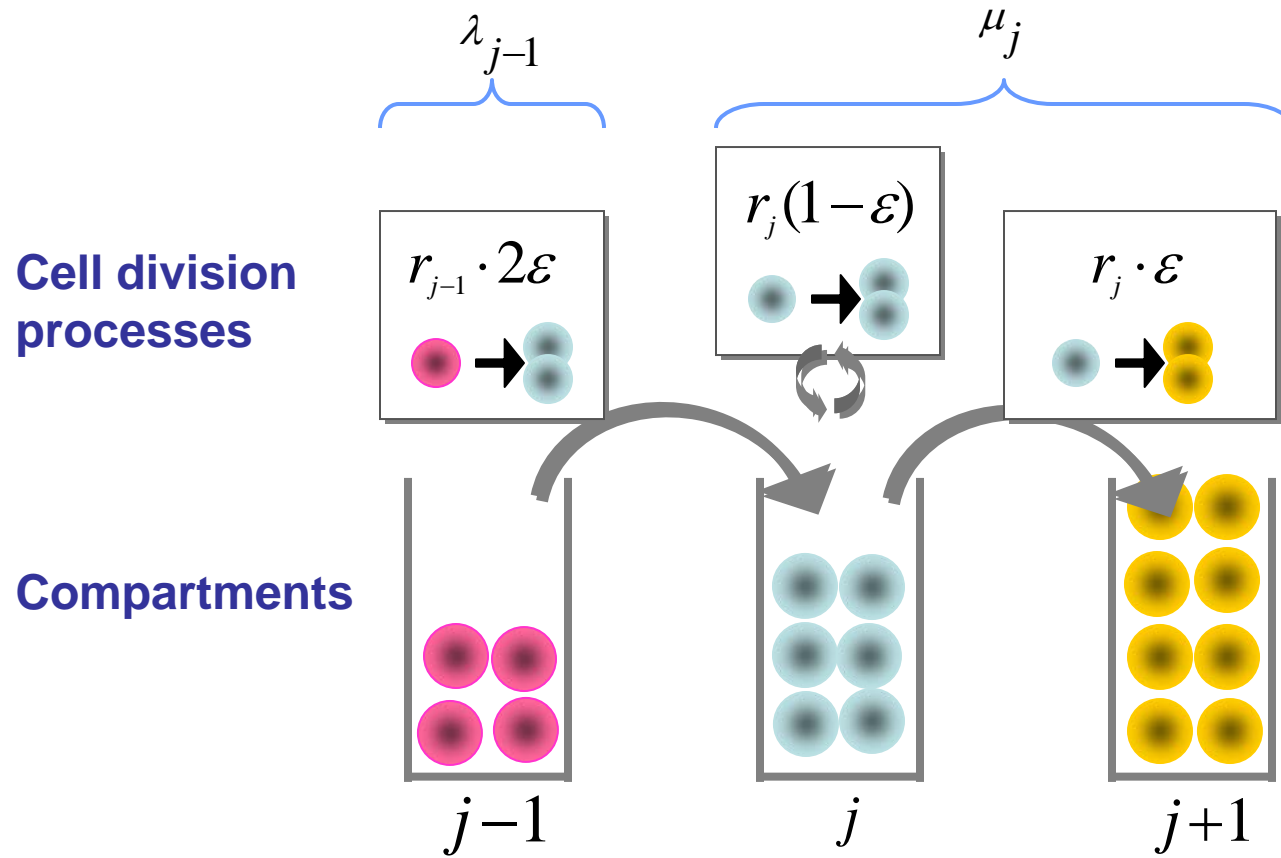 λ_{j−1}
μ_j
r_j(1−ε)
Cell division
processes
r_{j−1} · 2ε
r_j · ε
Compartments
j−1
j
j+1